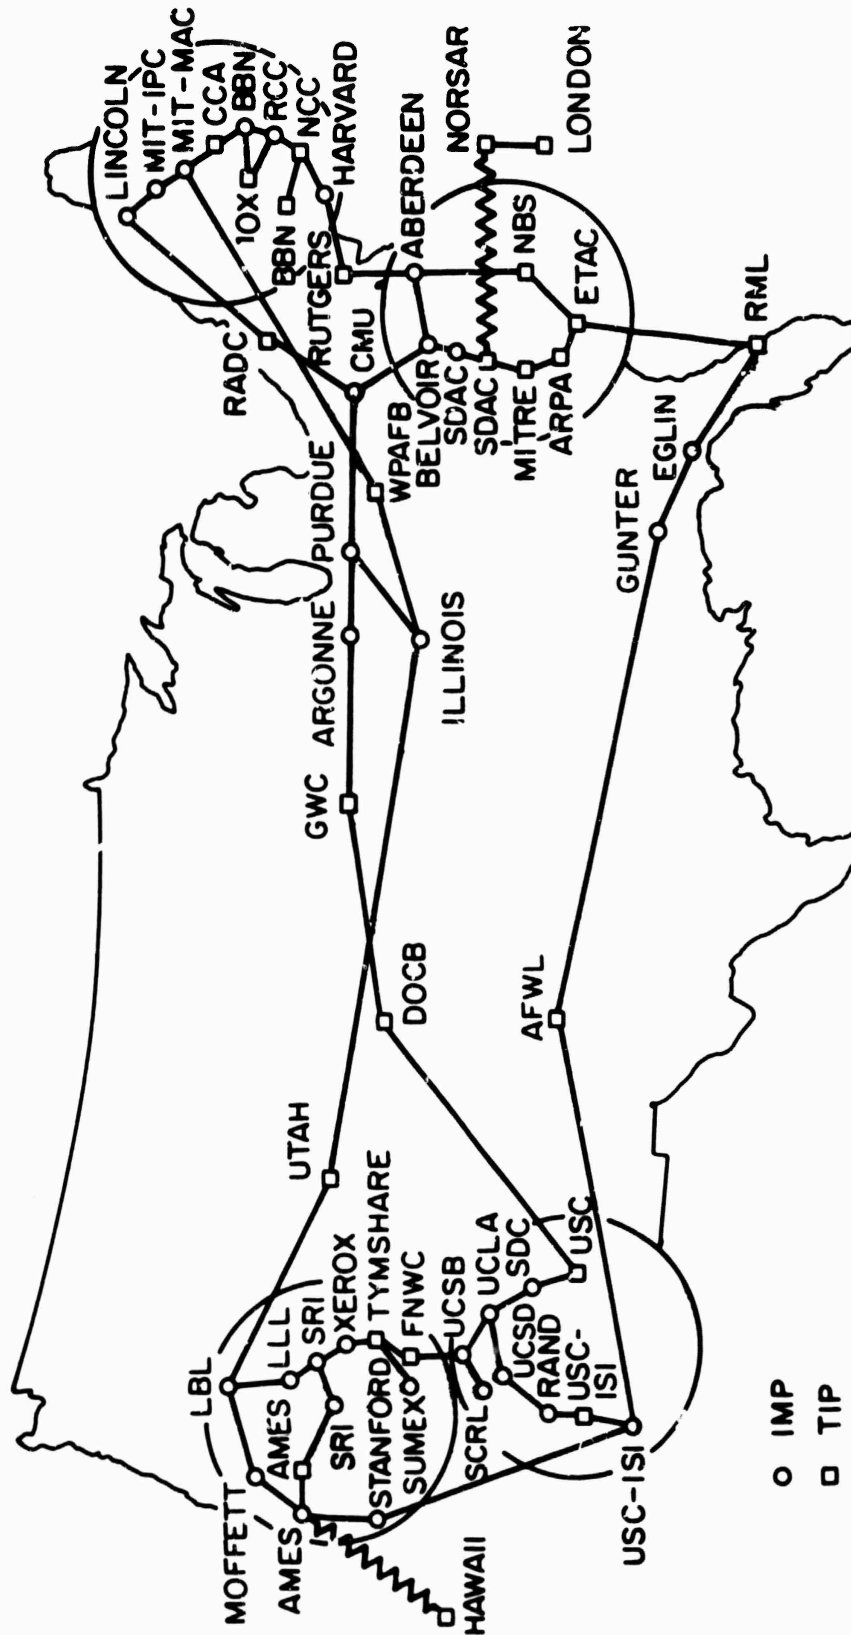 LINCOLN
MIT-IPC
MIT-MAC
CCA
BBN
RCC
NCC
HARVARD
10X
BBN
RUTGERS
RADC
CMU
ABERDEEN
NORSAR
LONDON
NBS
ETAC
RML
WPAFB
BELVOIR
SDAC
SDAC
MITRE
ARPA
EGLIN
GUNTER
PURDUE
ARGONNE
ILLINOIS
GWC
DOCB
AFWL
UTAH
LBL
LLL
SRI
XEROX
TYMSHARE
FNWC
UCSB
UCLA
SDC
USC
MOFFETT
AMES
AMES
SRI
STANFORD
SUMEX
SCRL
UCSD
RAND
USC-
ISI
USC-ISI
HAWAII
IMP
TIP